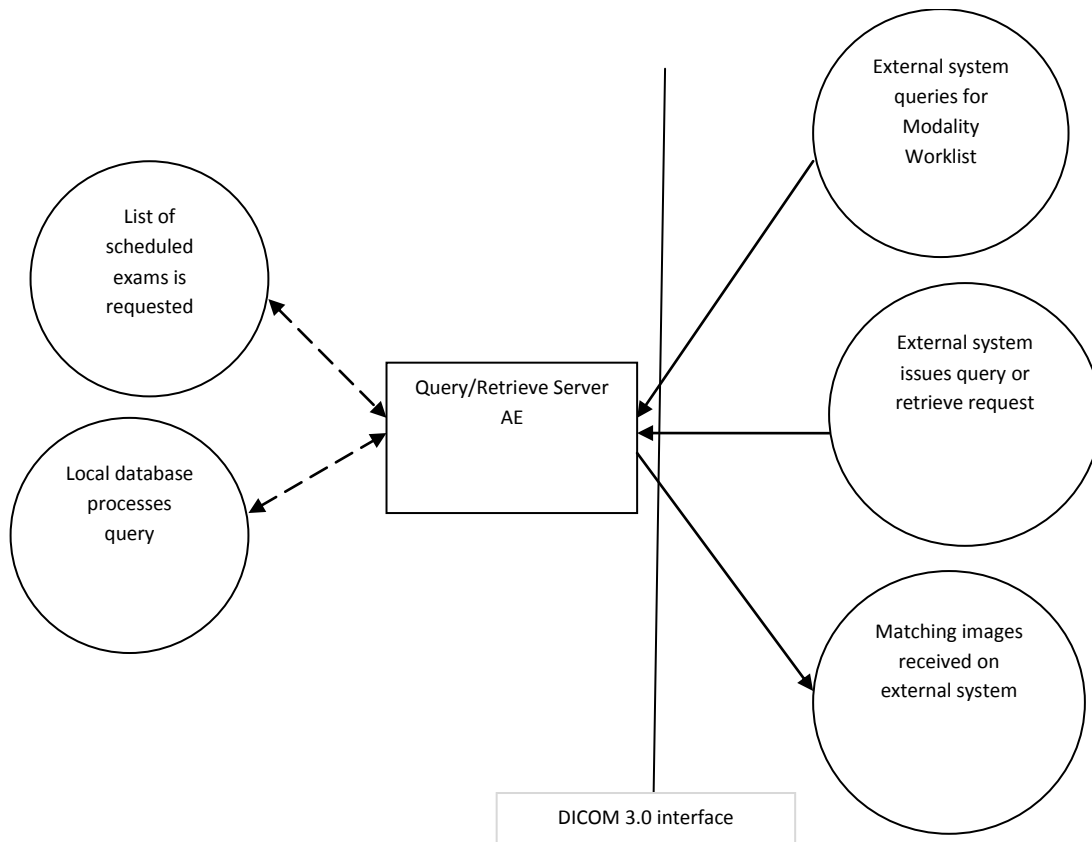 External system
queries for
Modality
Worklist
List of
scheduled
exams is
requested
External system
issues query or
retrieve request
Query/Retrieve Server
AE
Local database
processes
query
Matching images
received on
external system
DICOM 3.0 interface